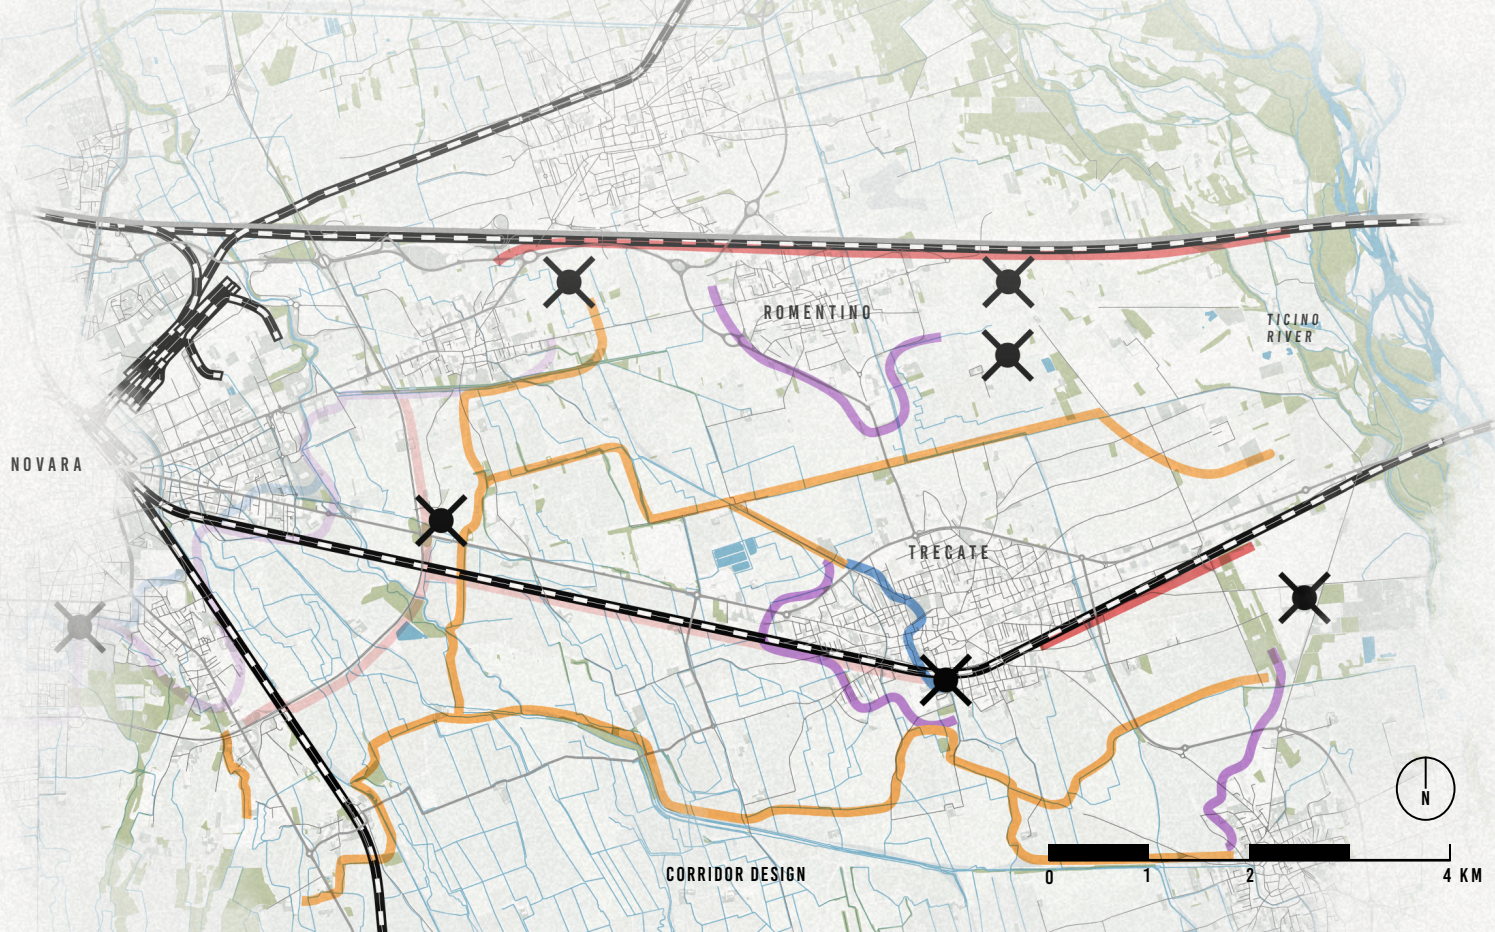 ROMENTINO
TICINO
RIVER
NOVARA
TRECATE
N
CORRIDOR DESIGN
0 1 2 4 KM